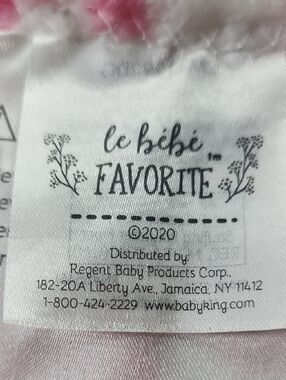 le bébé
FAVORITE™
©2020
Distributed by:
Regent Baby Products Corp..
182-20A Liberty Ave., Jamaica, NY 11412
1-800-424-2229 www.babyking.com